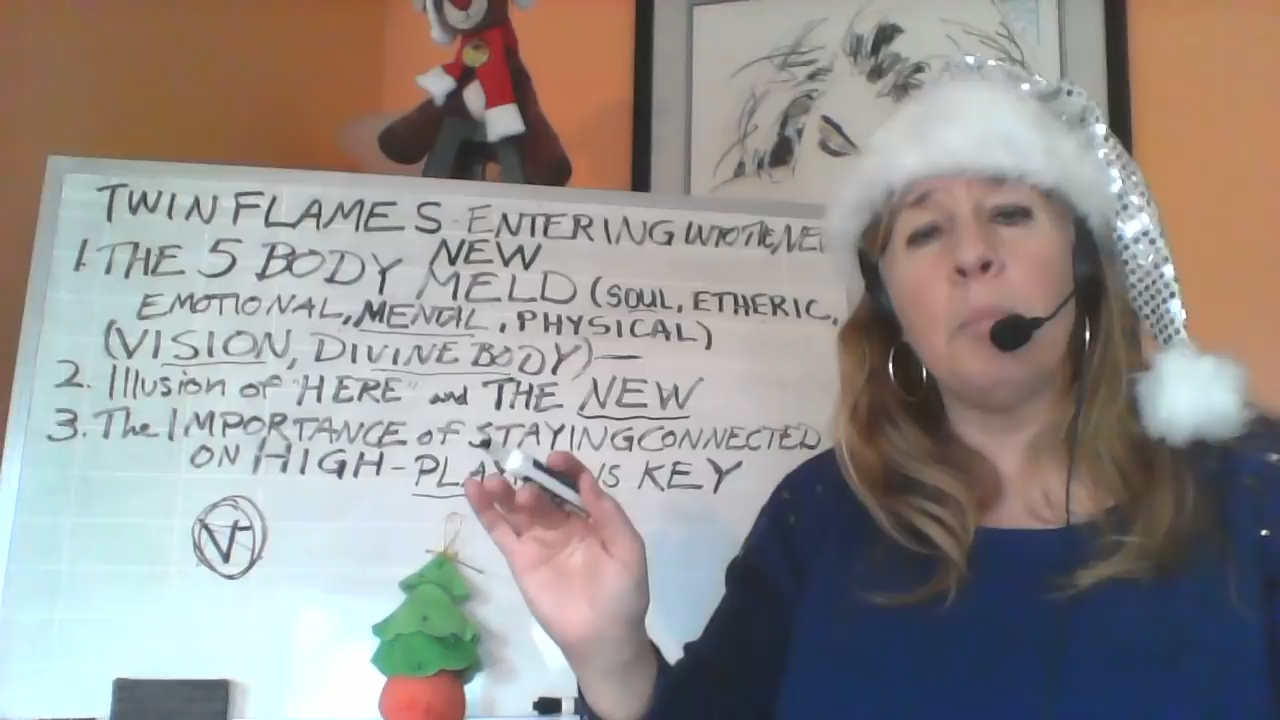 TWIN FLAMES - ENTERING INTO THE NEW
NEW
1. THE 5 BODY MELD (SOUL, ETHERIC,
EMOTIONAL, MENTAL, PHYSICAL)
(VISION, DIVINE BODY)—
2. Illusion of "HERE" and THE NEW
3. The IMPORTANCE of STAYING CONNECTED
ON HIGH - IS KEY
V